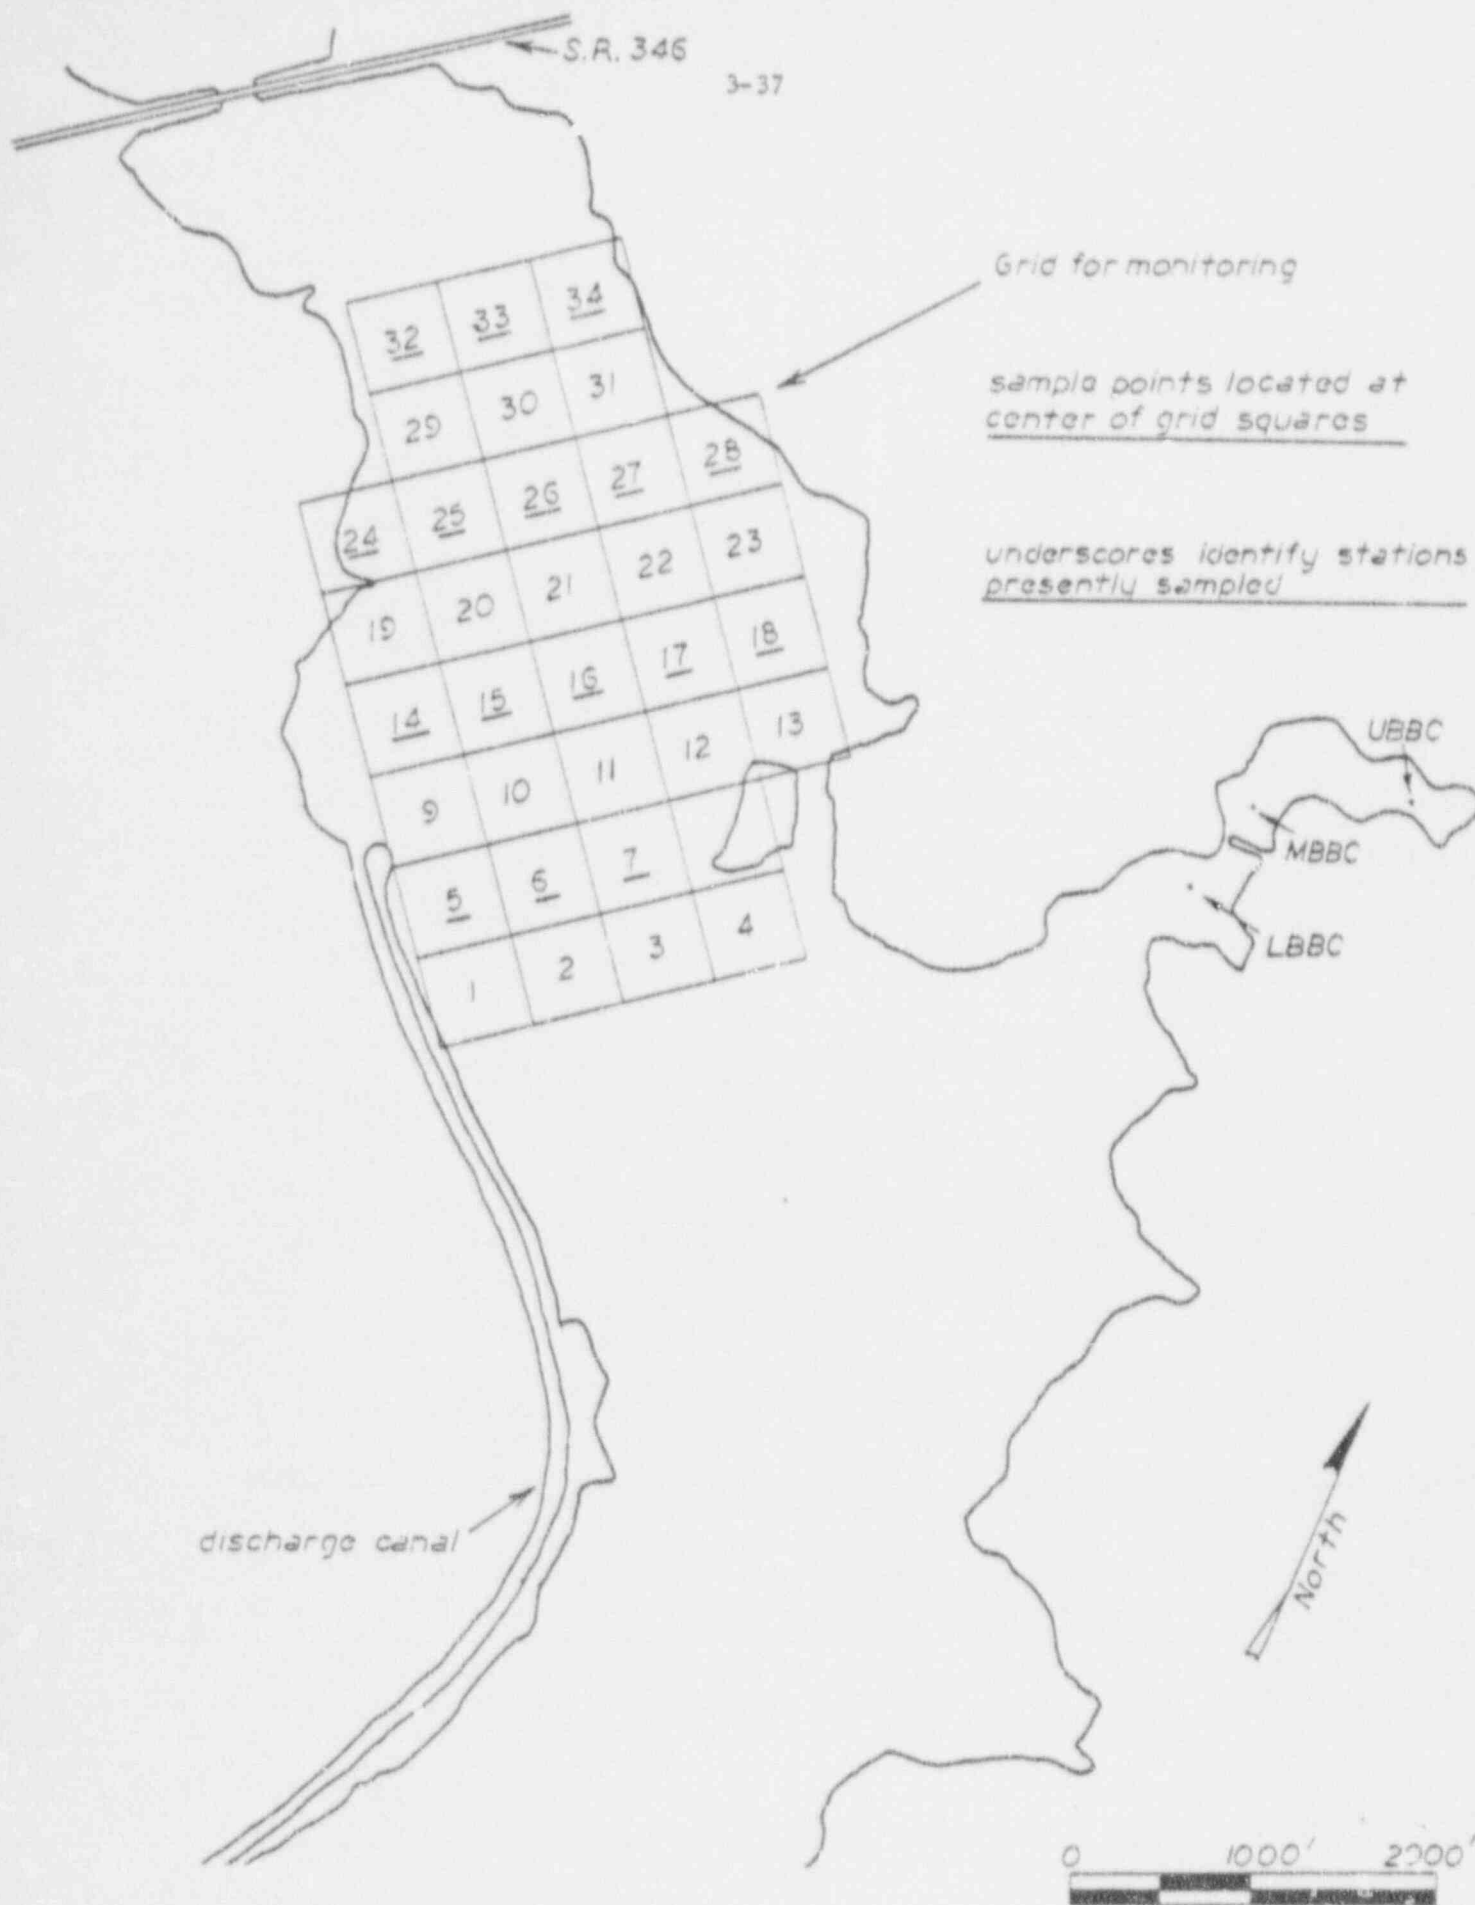 S.R. 346
3-37
Grid for monitoring
sample points located at
center of grid squares
underscores identify stations
presently sampled
32 33 34
29 30 31
24 25 26 27 28
19 20 21 22 23
14 15 16 17 18
9 10 11 12 13
5 6 7
1 2 3 4
UBBC
MBBC
LBBC
discharge canal
North
0 1000' 2000'